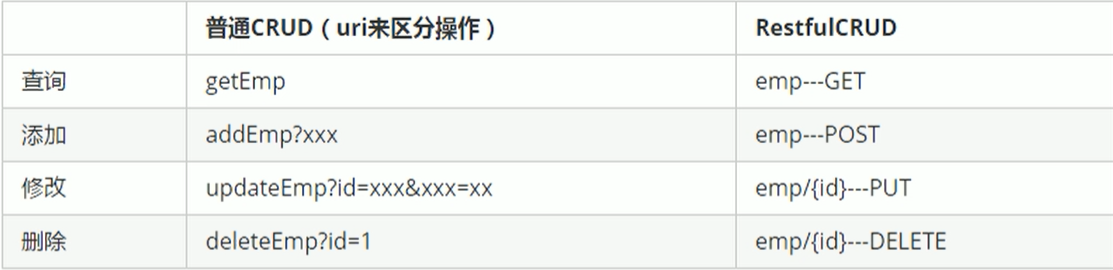 普通CRUD（uri来区分操作） RestfulCRUD
查询 getEmp emp---GET
添加 addEmp?xxx emp---POST
修改 updateEmp?id=xxx&xxx=xx emp/{id}---PUT
删除 deleteEmp?id=1 emp/{id}---DELETE